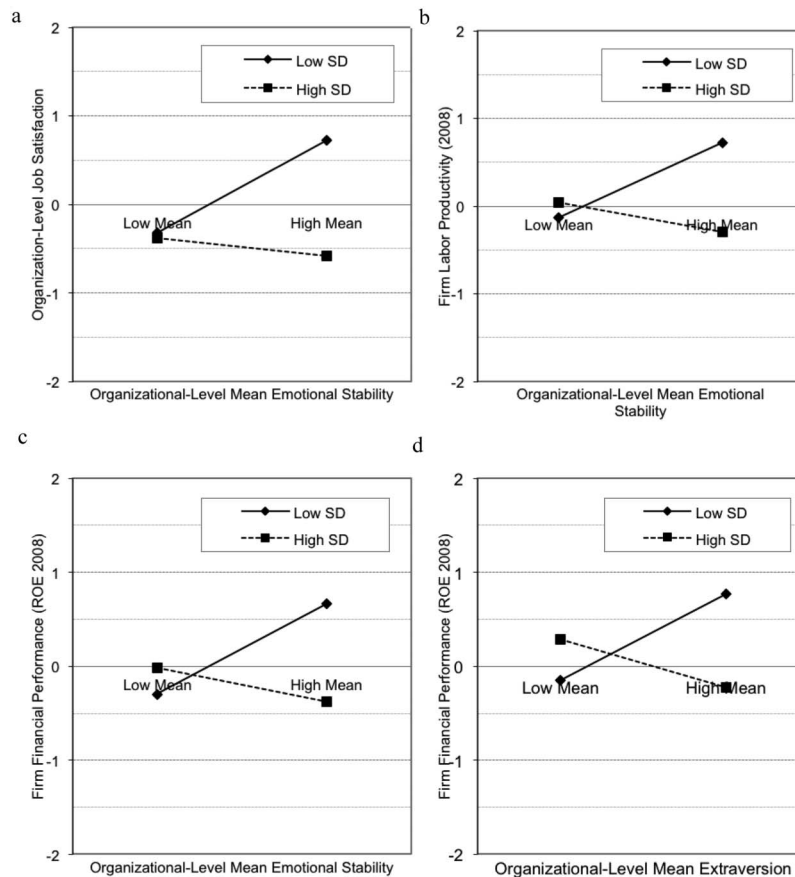 a
2
1
0
-1
-2
Organization-Level Job Satisfaction
Low SD
High SD
Low Mean
High Mean
Organizational-Level Mean Emotional Stability
b
2
1
0
-1
-2
Firm Labor Productivity (2008)
Low SD
High SD
Low Mean
High Mean
Organizational-Level Mean Emotional
Stability
c
2
1
0
-1
-2
Firm Financial Performance (ROE 2008)
Low SD
High SD
Low Mean
High Mean
Organizational-Level Mean Emotional Stability
d
2
1
0
-1
-2
Firm Financial Performance (ROE 2008)
Low SD
High SD
Low Mean
High Mean
Organizational-Level Mean Extraversion